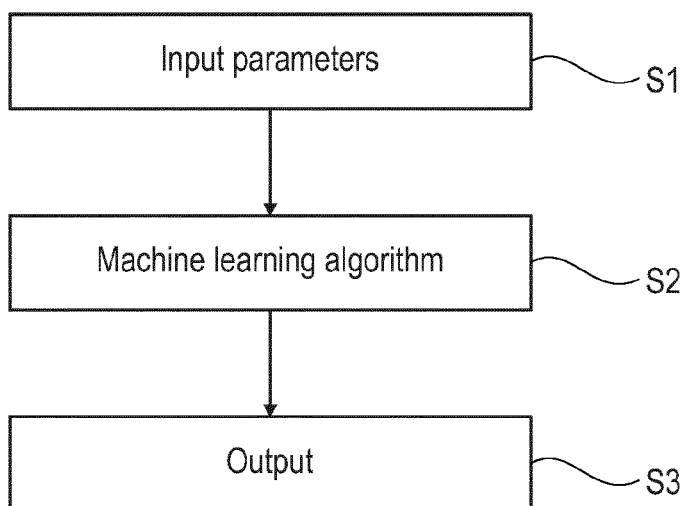 Input parameters
S1
Machine learning algorithm
S2
Output
S3